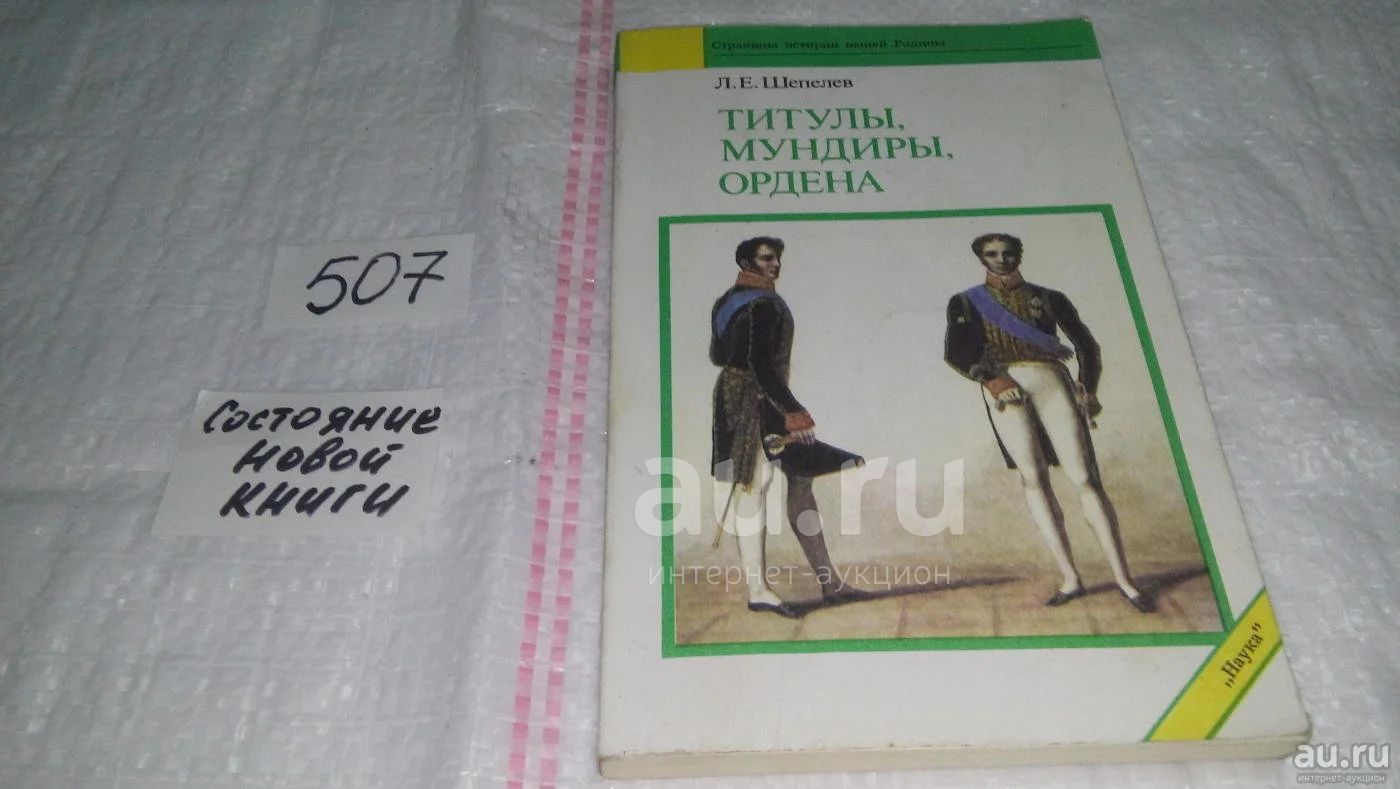 507
Состояние
новой
книги
Страницы истории нашей Родины
Л. Е. Шепелев
ТИТУЛЫ,
МУНДИРЫ,
ОРДЕНА
„Наука”
au.ru
интернет-аукцион
au.ru
интернет-аукцион